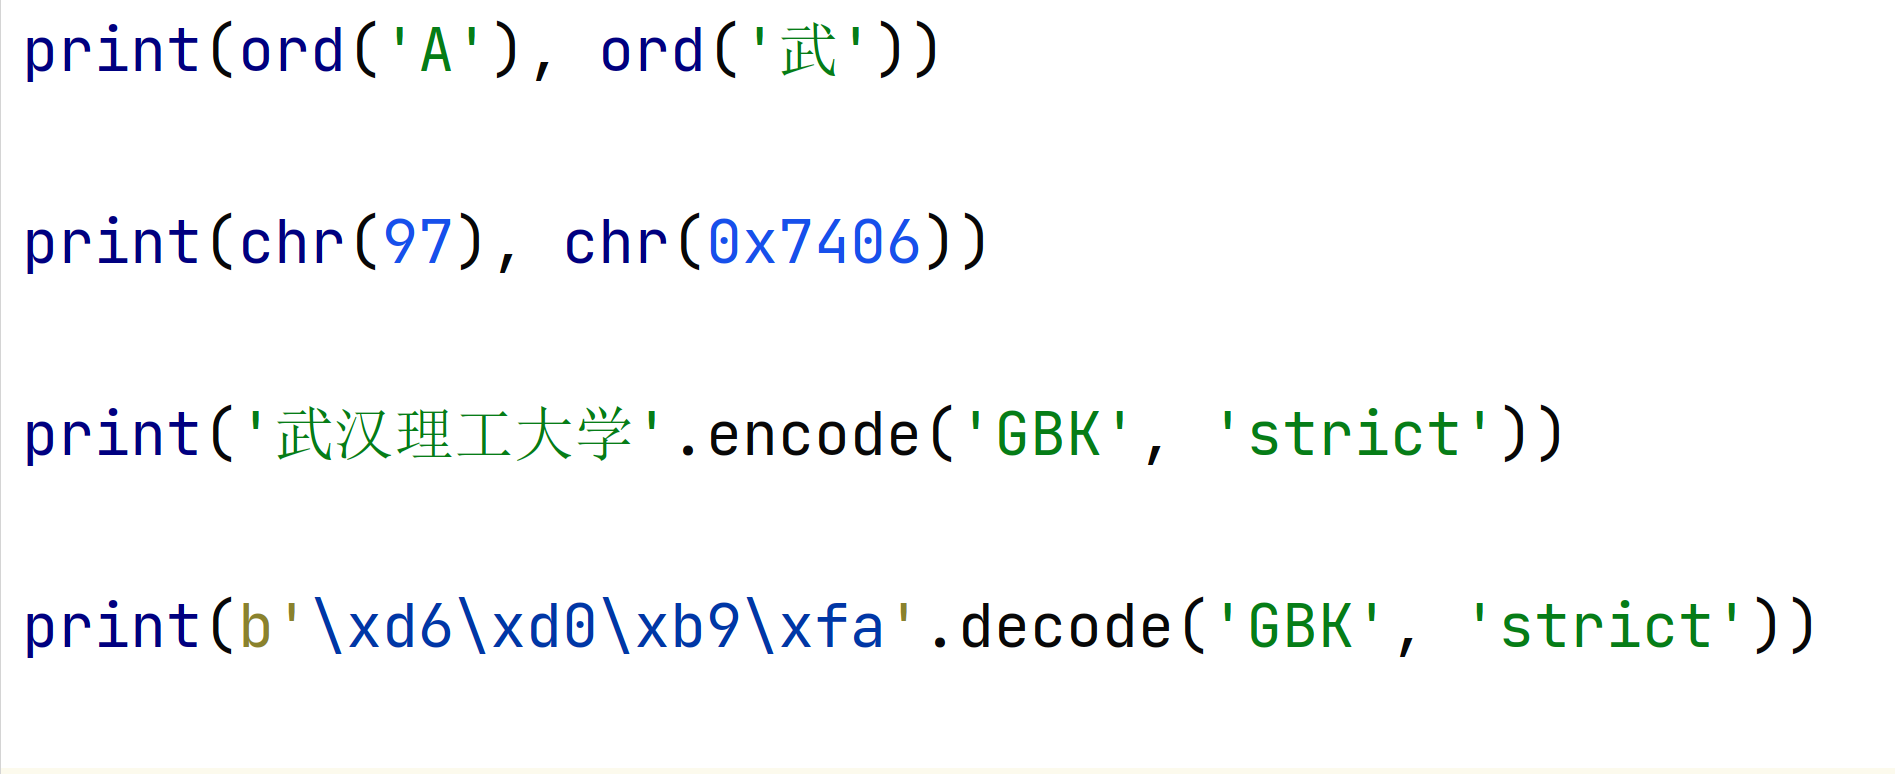 print(ord('A'), ord('武'))
print(chr(97), chr(0x7406))
print('武汉理工大学'.encode('GBK', 'strict'))
print(b'\xd6\xd0\xb9\xfa'.decode('GBK', 'strict'))